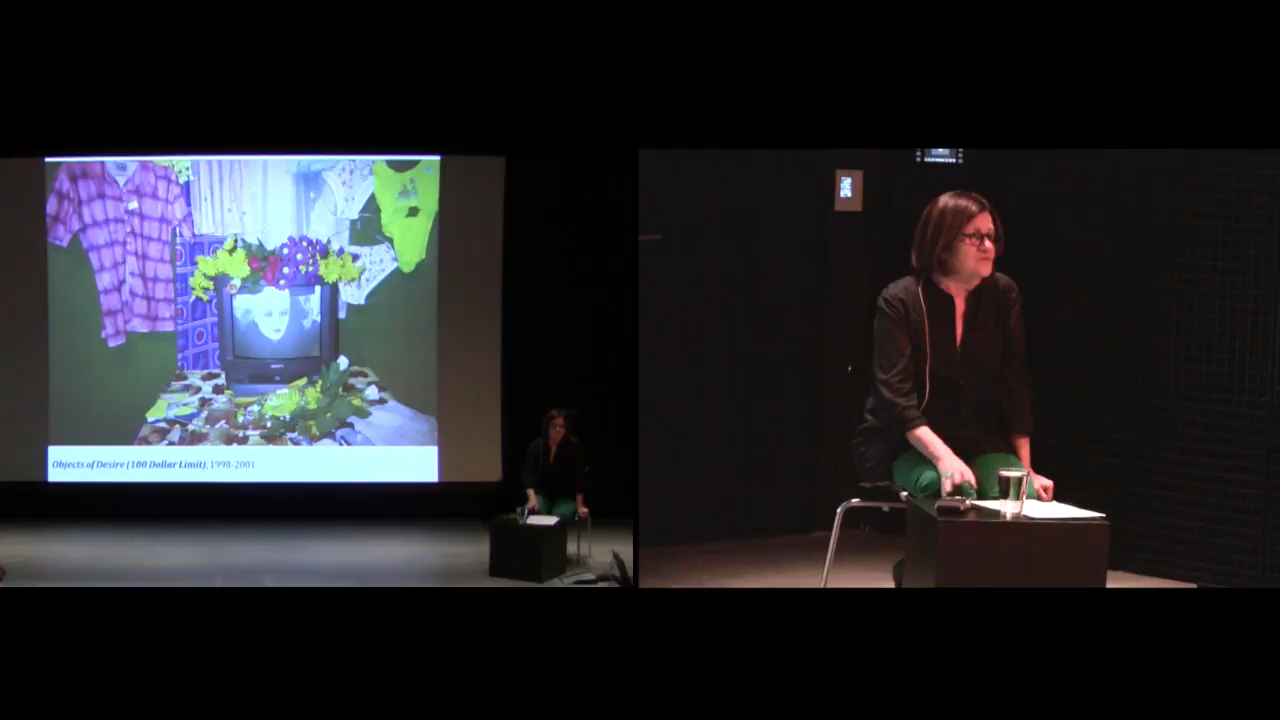 Objects of Desire (100 Dollar Limit), 1998-2001